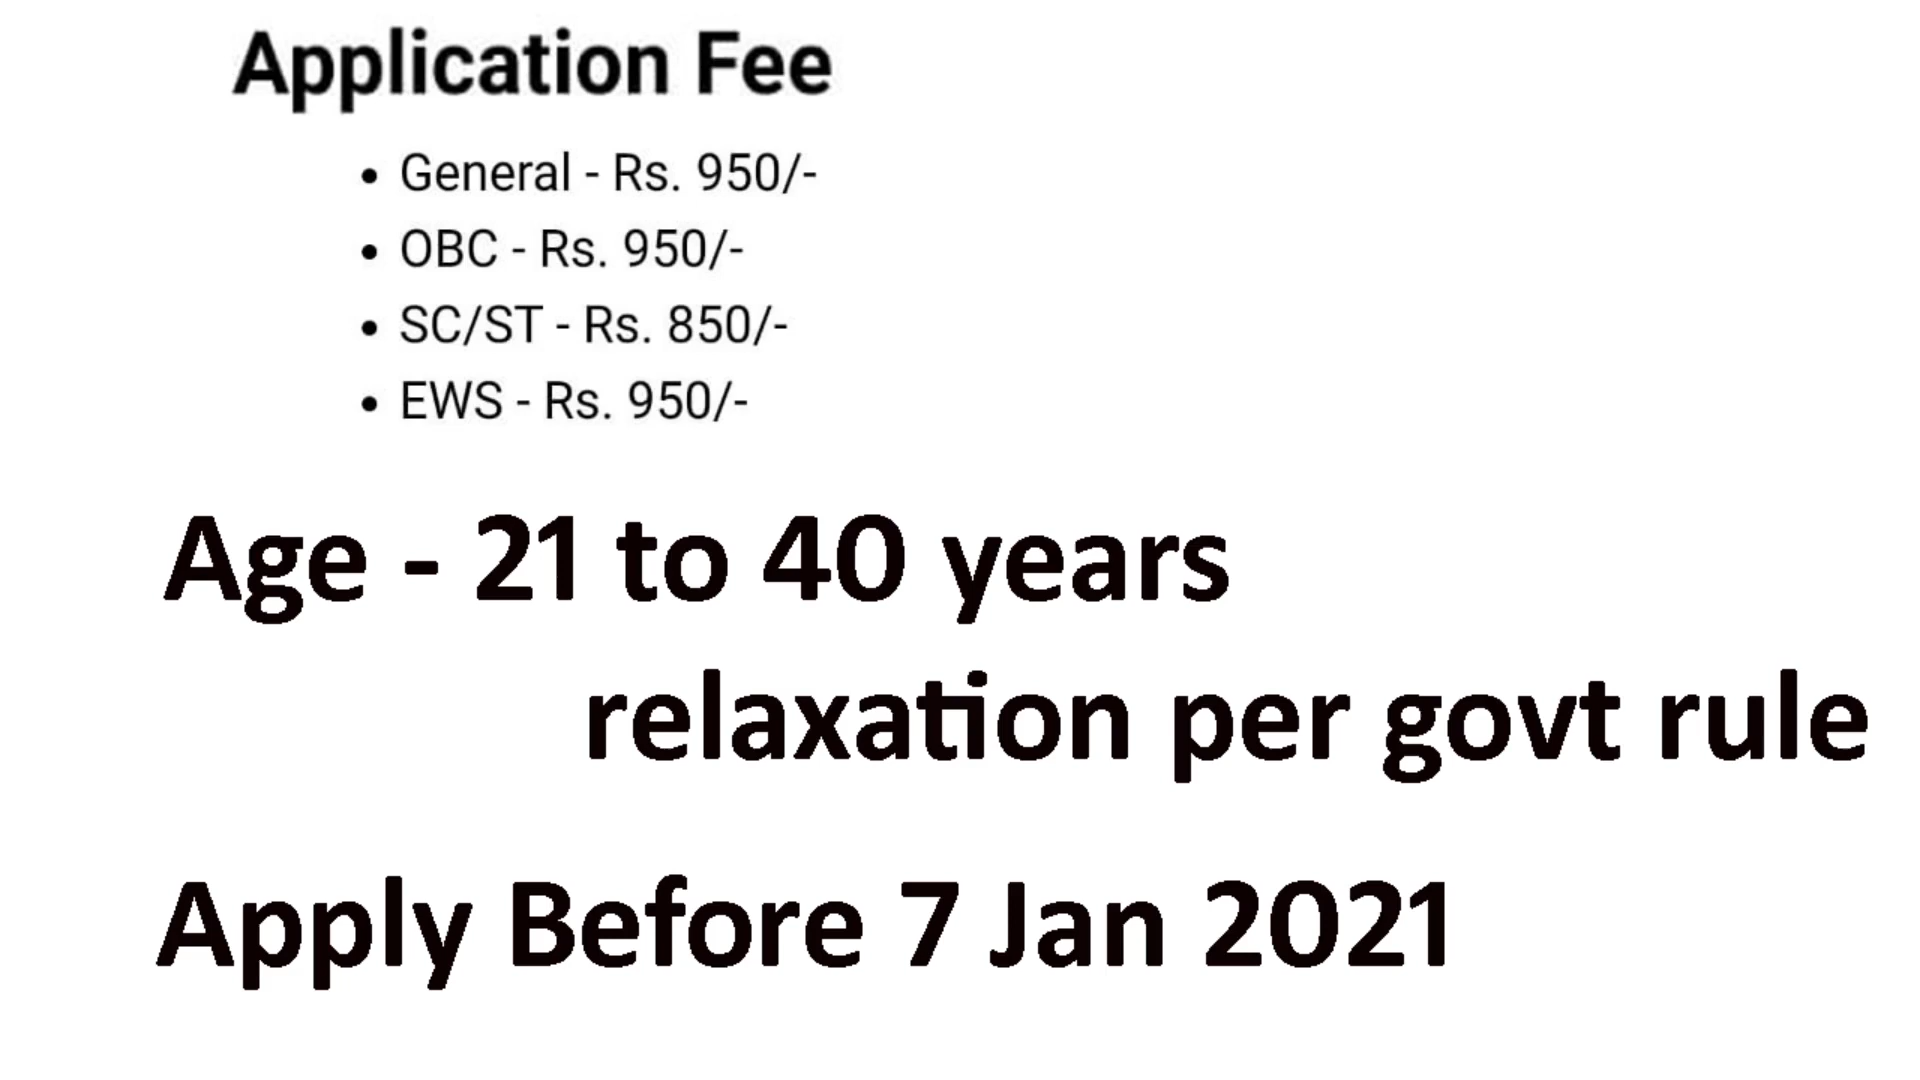 Application Fee
• General - Rs. 950/-
• OBC - Rs. 950/-
• SC/ST - Rs. 850/-
• EWS - Rs. 950/-
Age - 21 to 40 years
relaxation per govt rule
Apply Before 7 Jan 2021